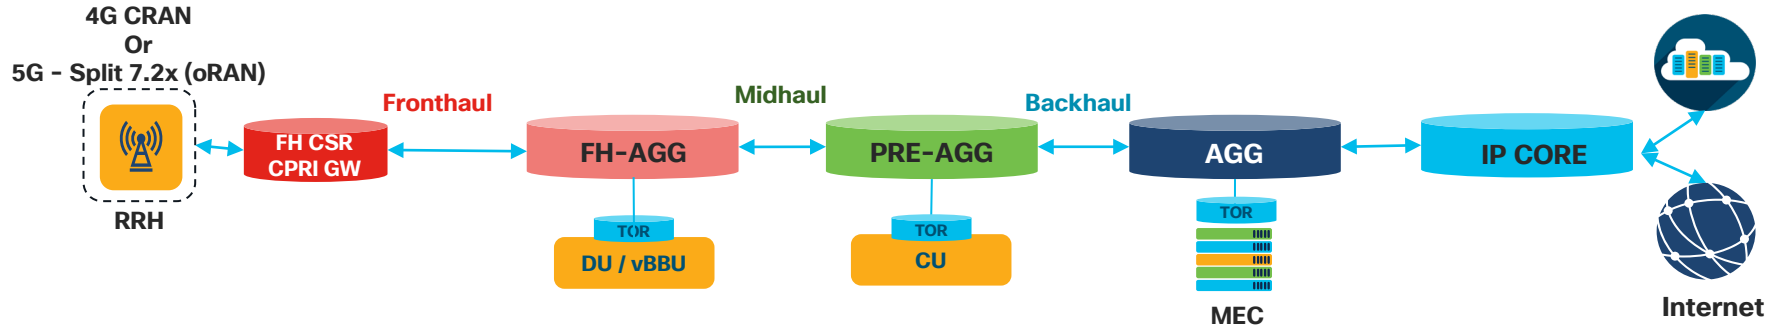 4G CRAN
Or
5G - Split 7.2x (oRAN)
RRH
FH CSR
CPRI GW
Fronthaul
FH-AGG
TOR
DU / vBBU
Midhaul
PRE-AGG
TOR
CU
Backhaul
AGG
TOR
MEC
IP CORE
Internet